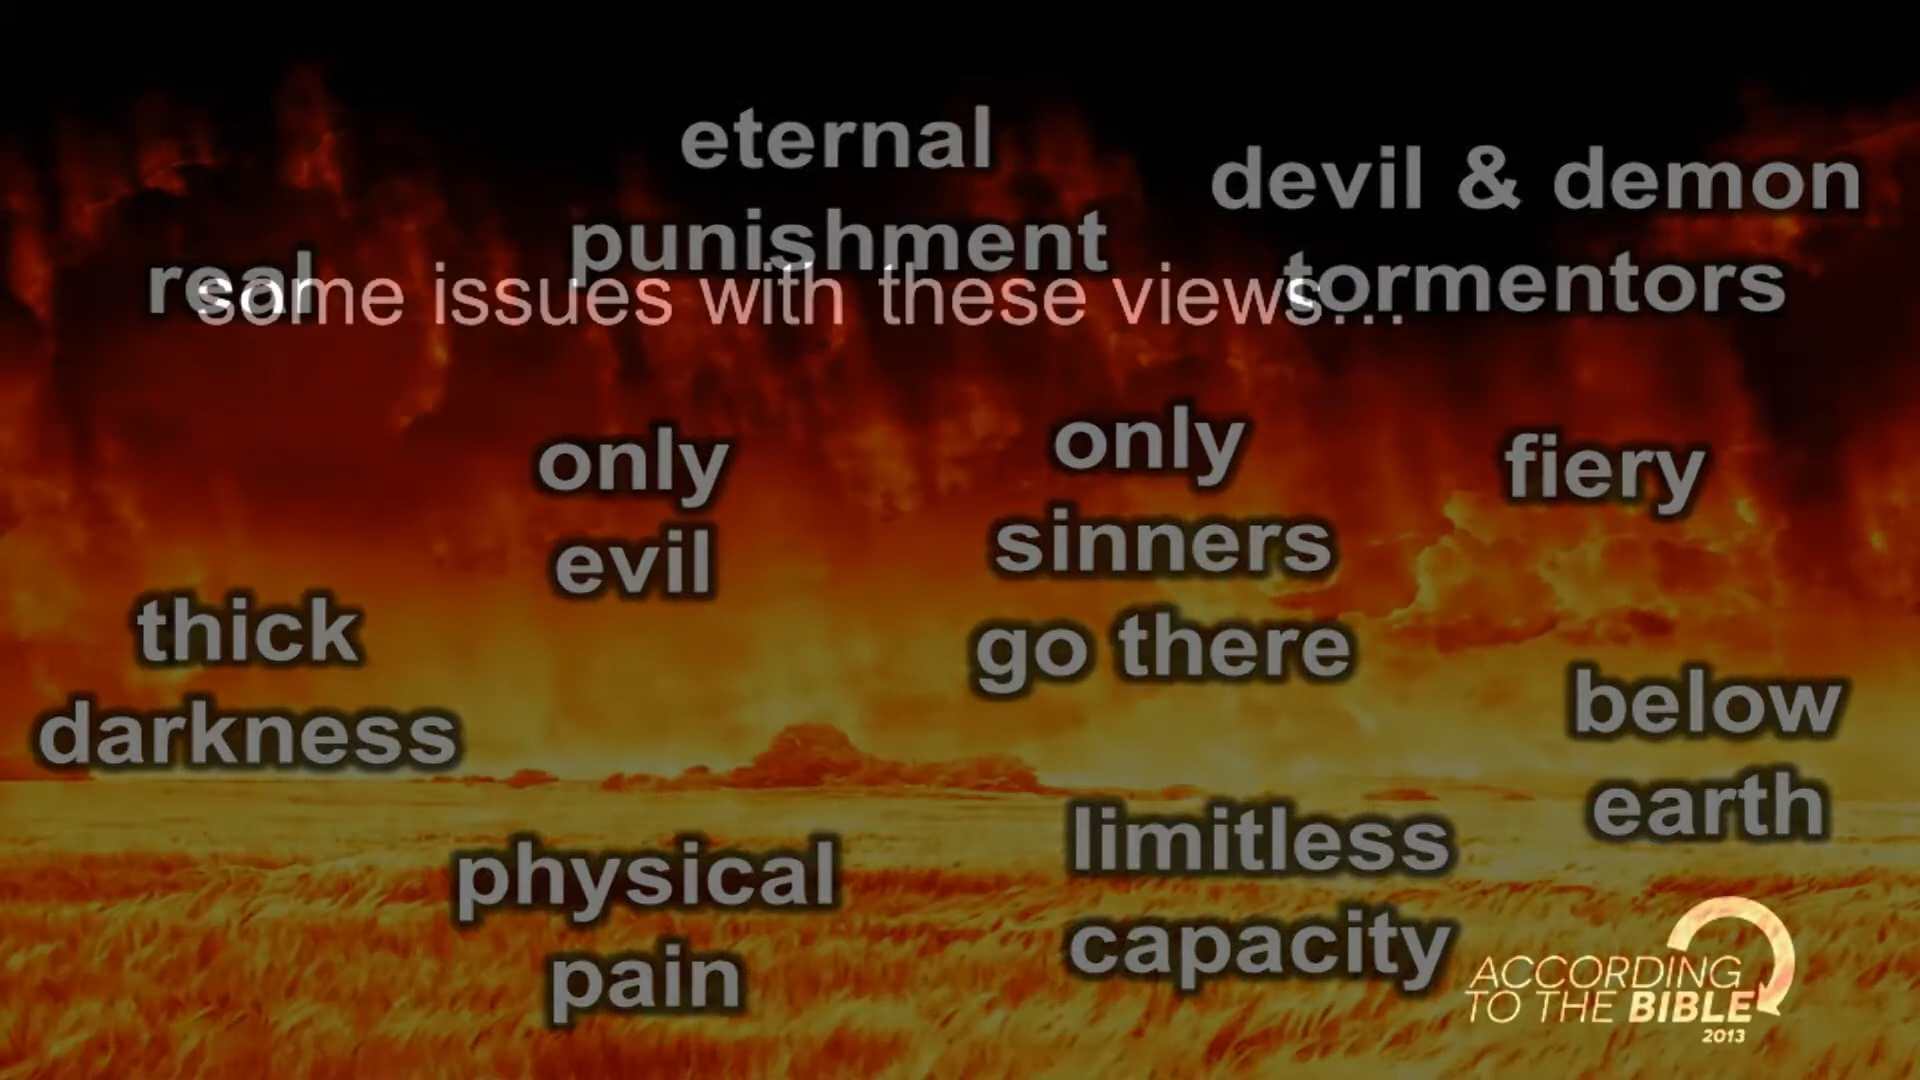 eternal
punishment
devil & demon
tormentors
real
some issues with these views...
only
evil
only
sinners
go there
fiery
thick
darkness
below
earth
physical
pain
limitless
capacity
ACCORDING
TO THE BIBLE
2013